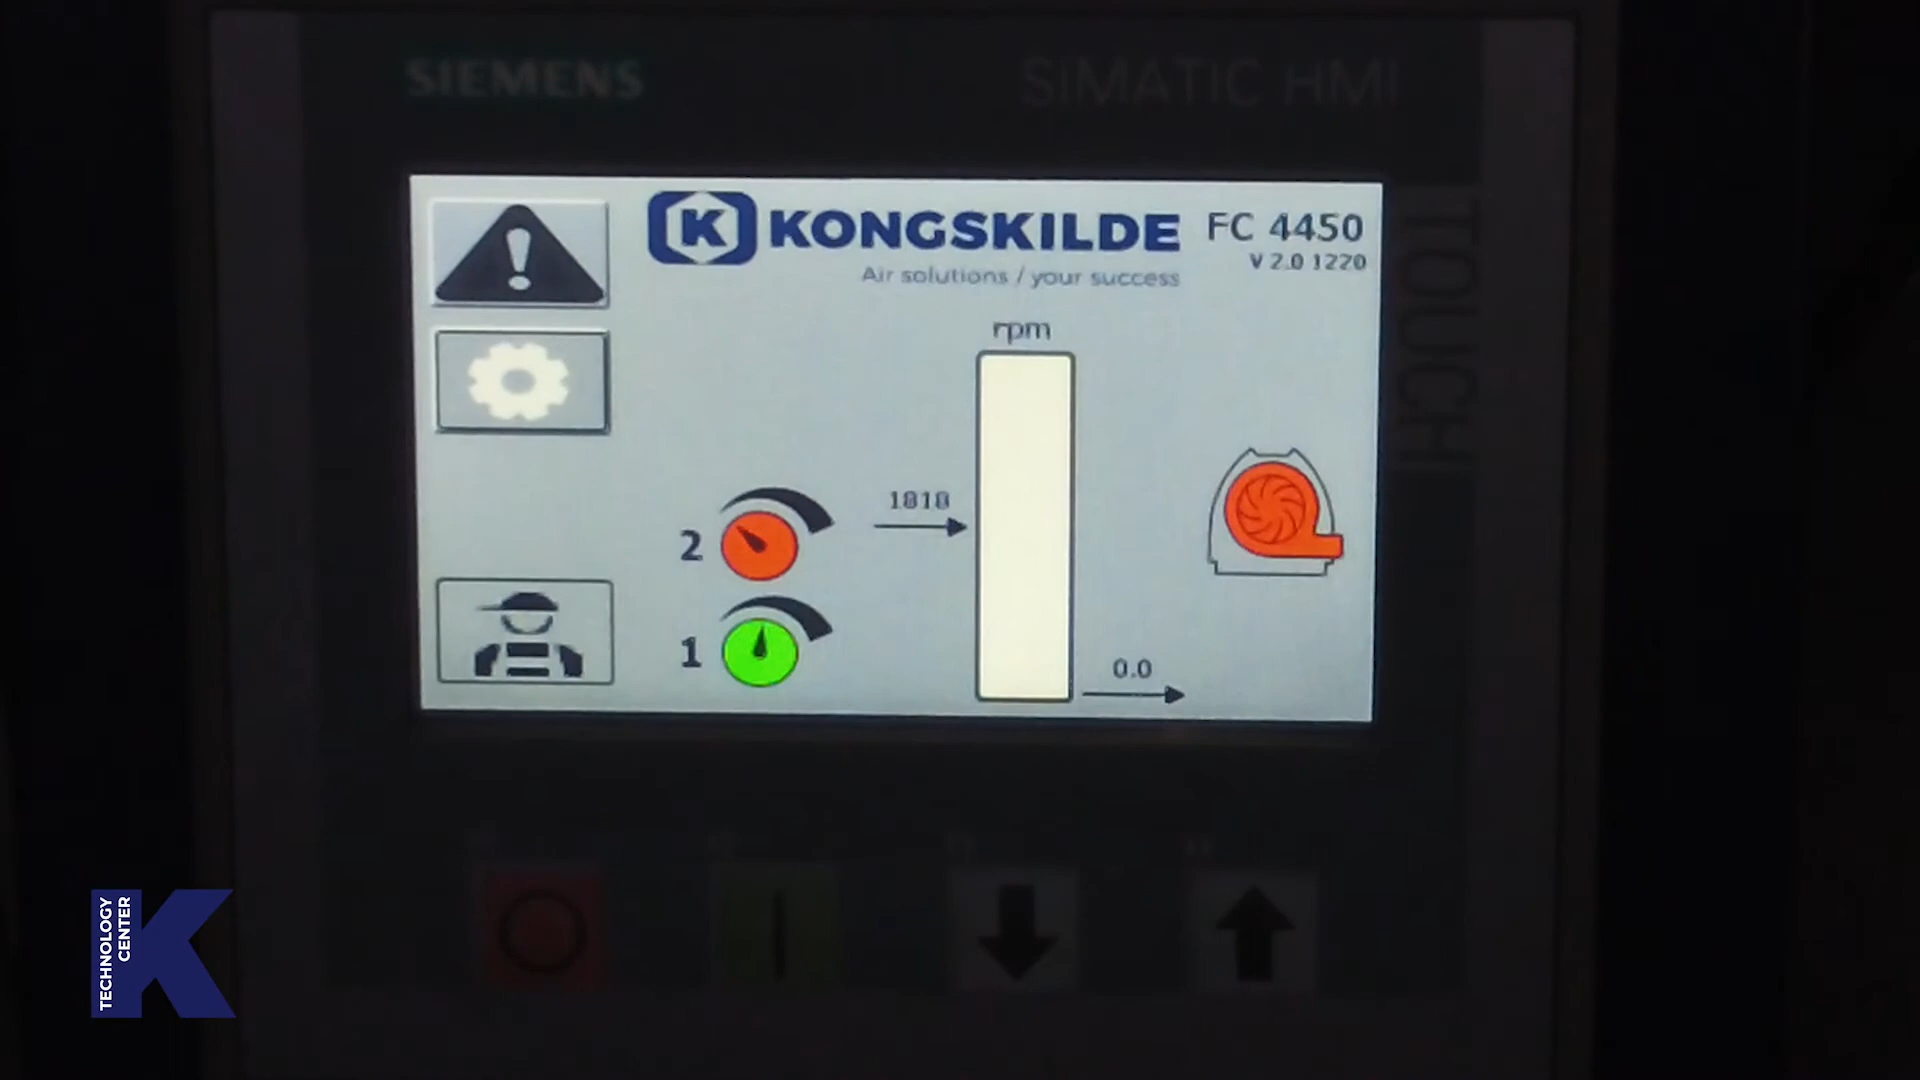 SIEMENS
SIMATIC HMI
TOUCH
K KONGSKILDE
Air solutions / your success
FC 4450
V 2.0 1220
rpm
1818
2
1
0.0
TECHNOLOGY
CENTER
K